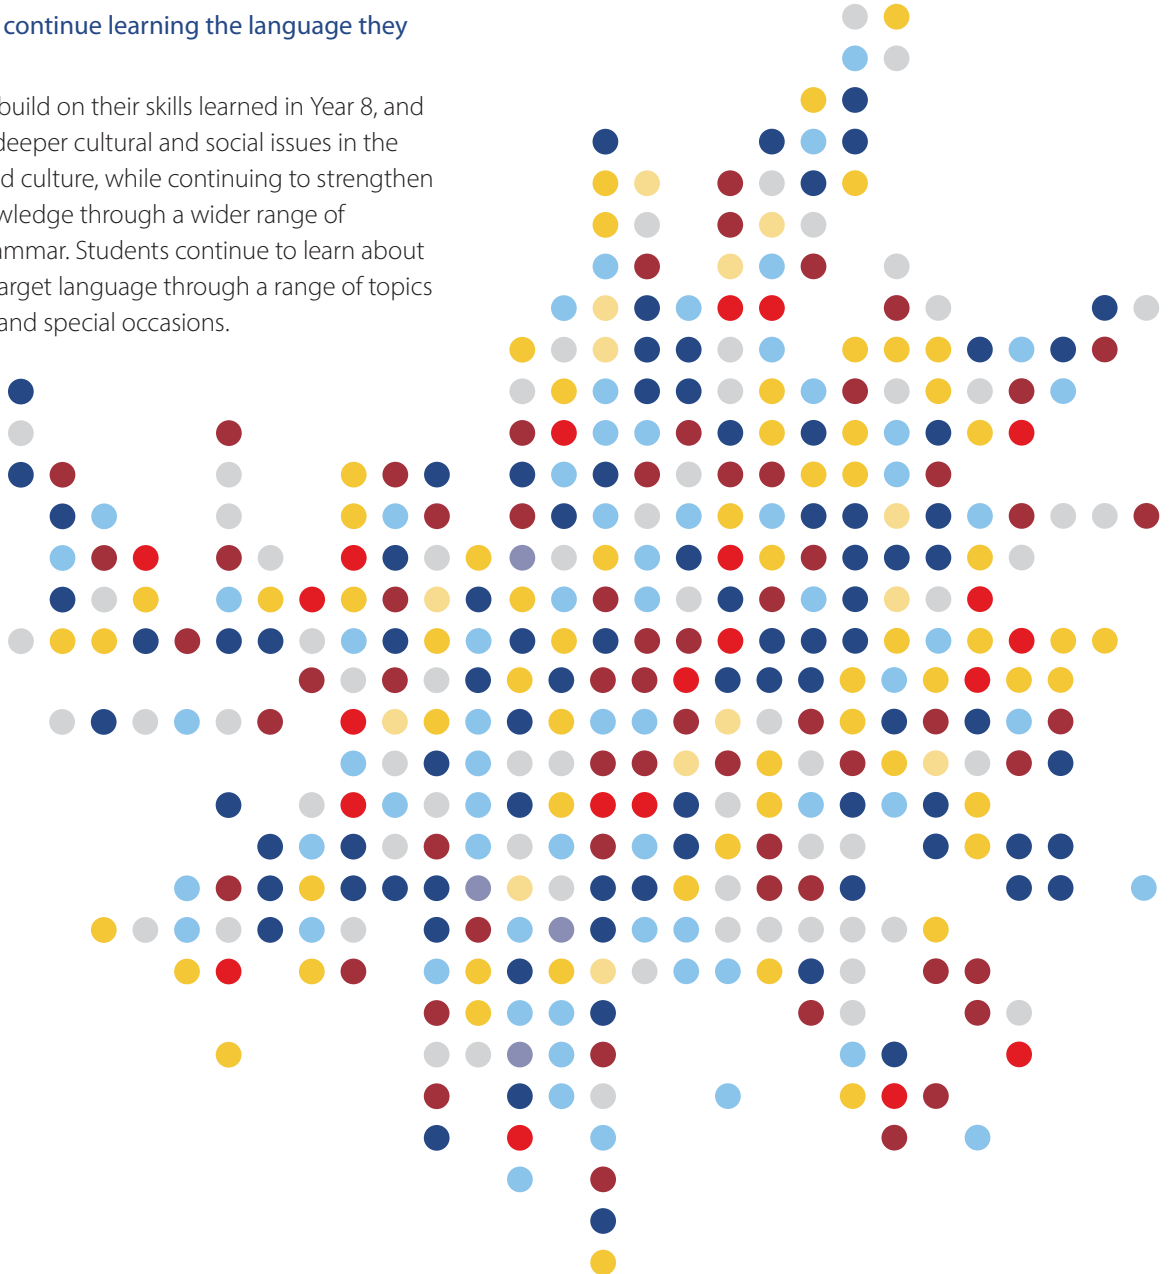 continue learning the language they
build on their skills learned in Year 8, and
deeper cultural and social issues in the
d culture, while continuing to strengthen
wledge through a wider range of
mmar. Students continue to learn about
arget language through a range of topics
and special occasions.